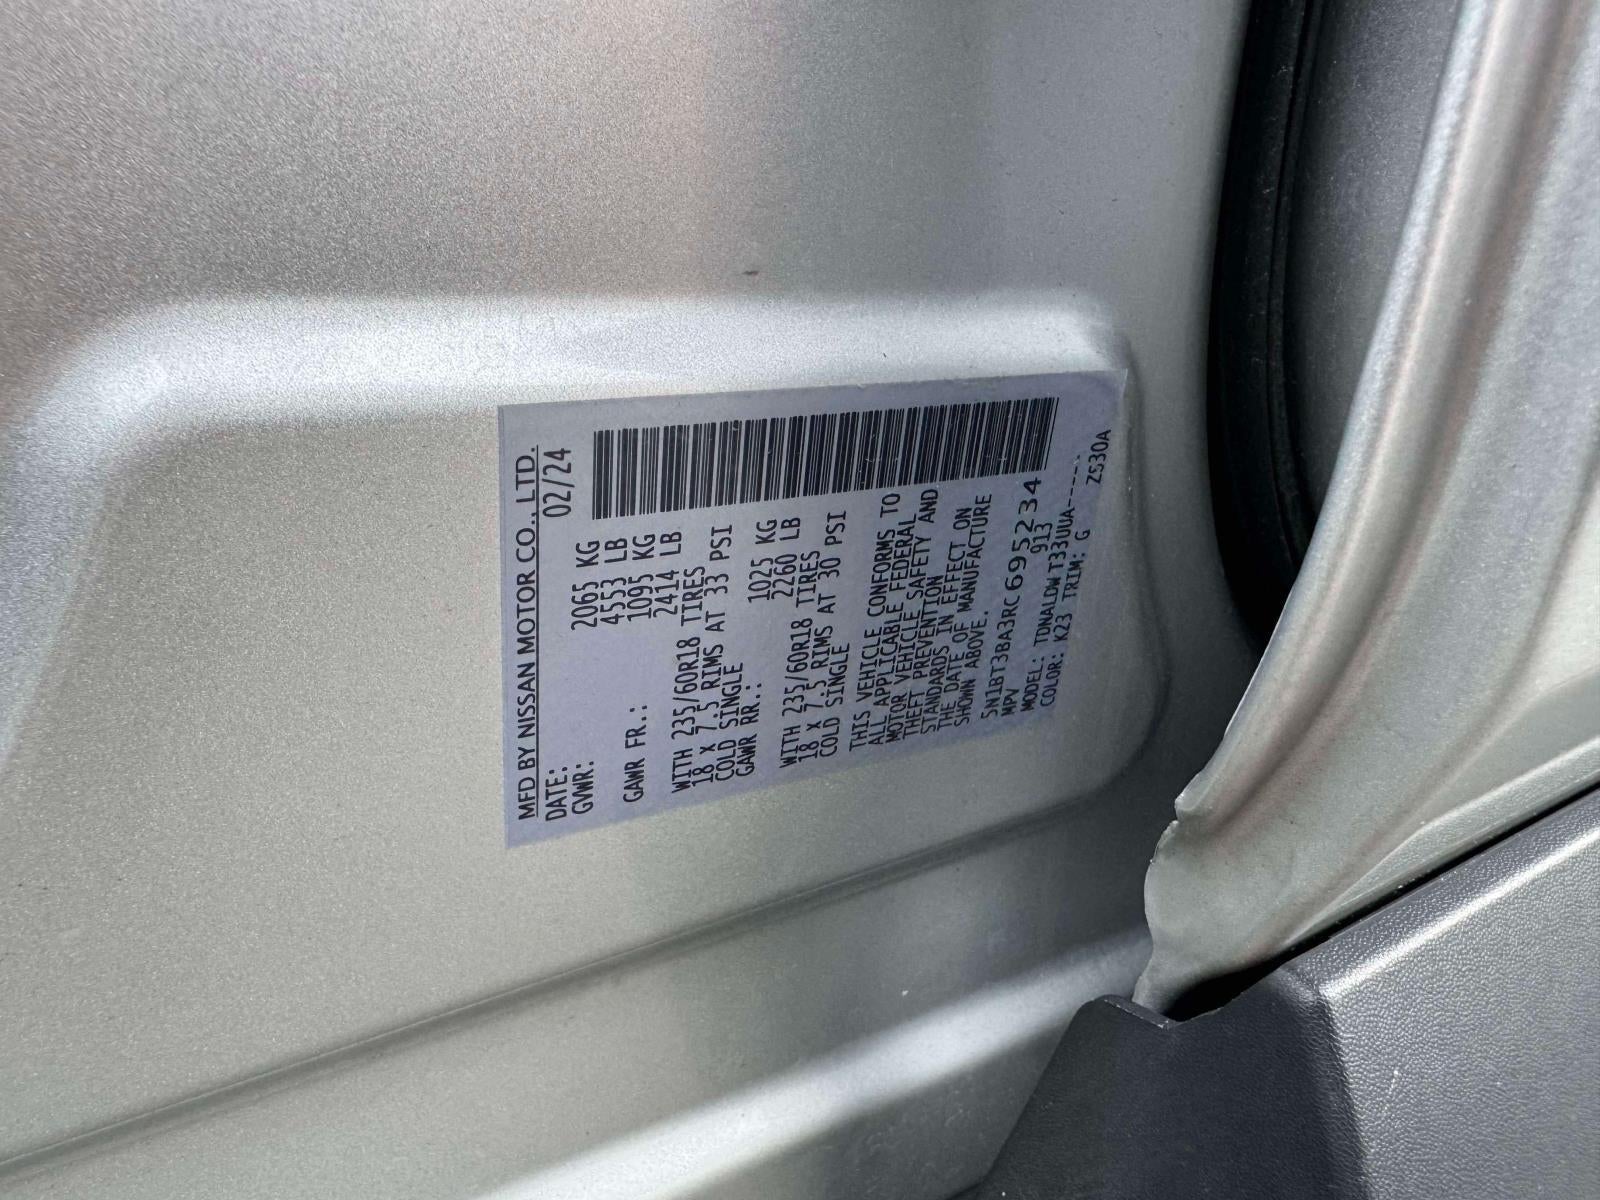 MFD BY NISSAN MOTOR CO., LTD.
DATE: 02/24
GVWR: 2065 KG
4553 LB
GAWR FR.: 1095 KG
2414 LB
WITH 235/60R18 TIRES
18 X 7.5 RIMS AT 33 PSI
COLD SINGLE
GAWR RR.: 1025 KG
2260 LB
WITH 235/60R18 TIRES
18 X 7.5 RIMS AT 30 PSI
COLD SINGLE
THIS VEHICLE CONFORMS TO
ALL APPLICABLE FEDERAL
MOTOR VEHICLE SAFETY AND
THEFT PREVENTION
STANDARDS IN EFFECT ON
THE DATE OF MANUFACTURE
SHOWN ABOVE.
5N1BT3BA3RC695234
MPV 913
MODEL: TDNALDW T33UUA-----
COLOR: K23 TRIM: G ZS30A